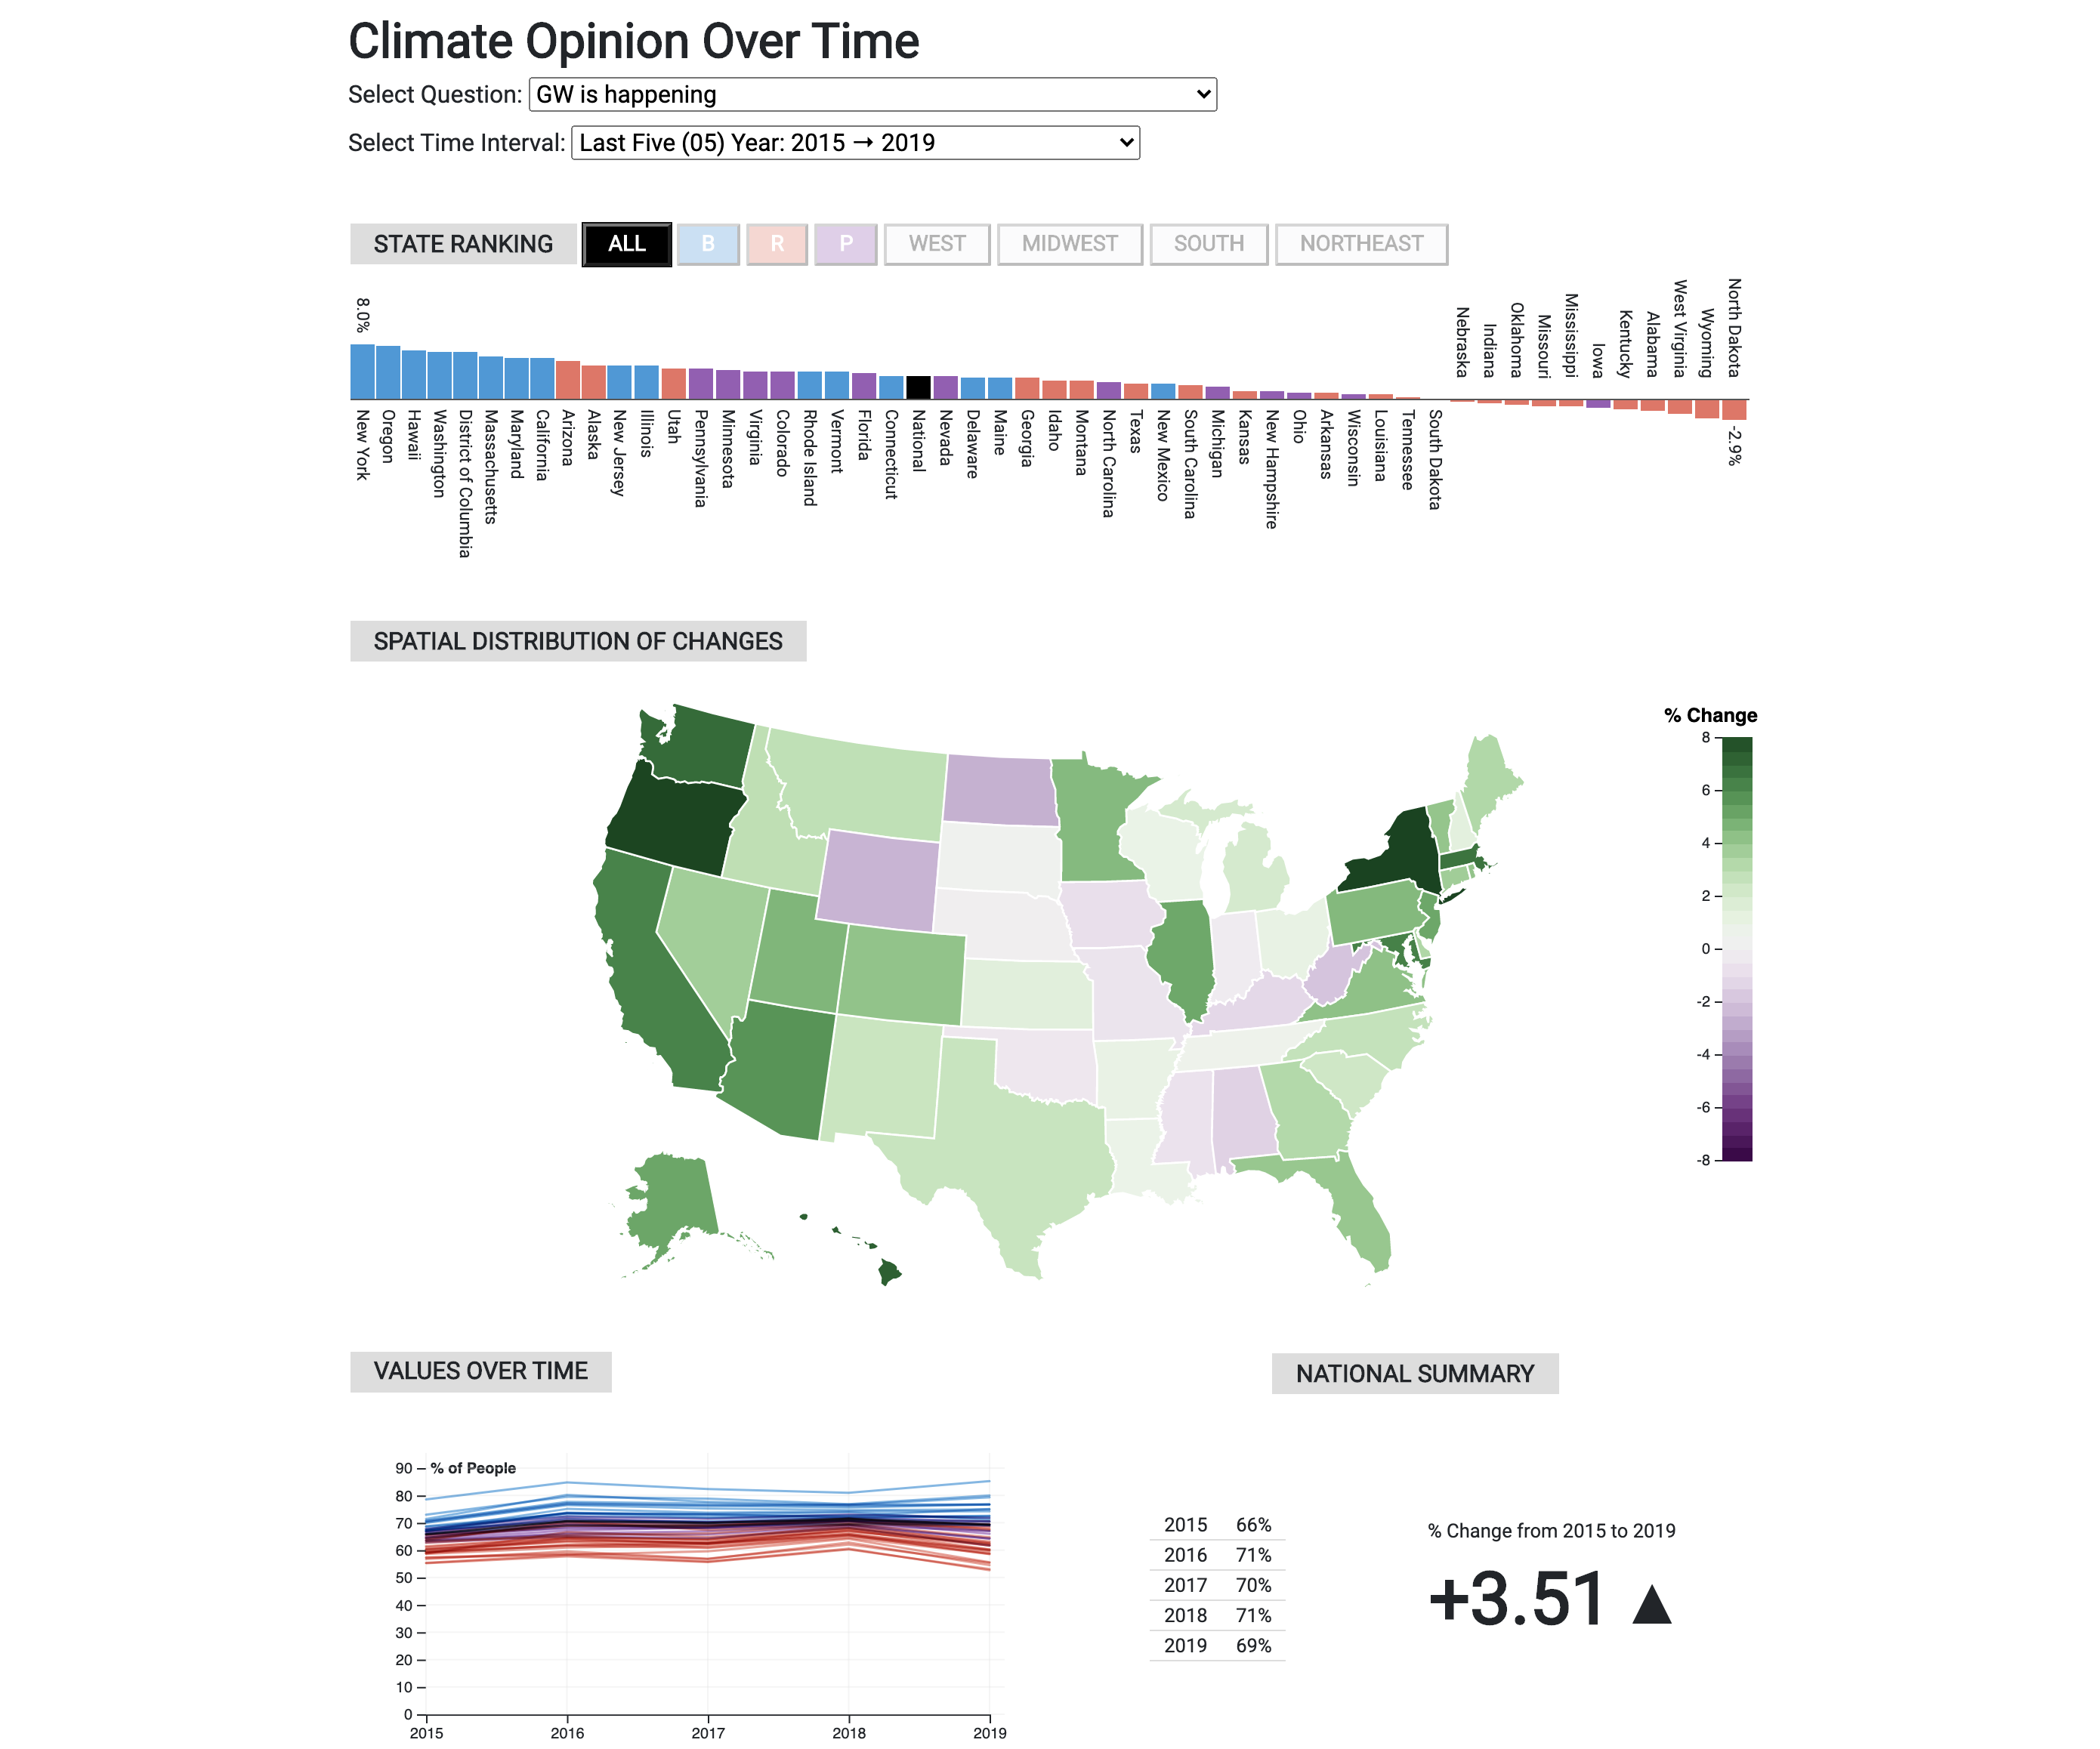 Climate Opinion Over Time
Select Question: GW is happening
Select Time Interval: Last Five (05) Year: 2015 → 2019
STATE RANKING ALL B R P WEST MIDWEST SOUTH NORTHEAST
8.0%
Nebraska
Indiana
Oklahoma
Missouri
Mississippi
Iowa
Kentucky
Alabama
West Virginia
Wyoming
North Dakota
New York
Oregon
Hawaii
Washington
District of Columbia
Massachusetts
Maryland
California
Arizona
Alaska
New Jersey
Illinois
Utah
Pennsylvania
Minnesota
Virginia
Colorado
Rhode Island
Vermont
Florida
Connecticut
National
Nevada
Delaware
Maine
Georgia
Idaho
Montana
North Carolina
Texas
New Mexico
South Carolina
Michigan
Kansas
New Hampshire
Ohio
Arkansas
Wisconsin
Louisiana
Tennessee
South Dakota
-2.9%
SPATIAL DISTRIBUTION OF CHANGES
% Change
8
6
4
2
0
-2
-4
-6
-8
VALUES OVER TIME
% of People
90
80
70
60
50
40
30
20
10
0
2015 2016 2017 2018 2019
NATIONAL SUMMARY
2015 66%
2016 71%
2017 70%
2018 71%
2019 69%
% Change from 2015 to 2019
+3.51 ▲